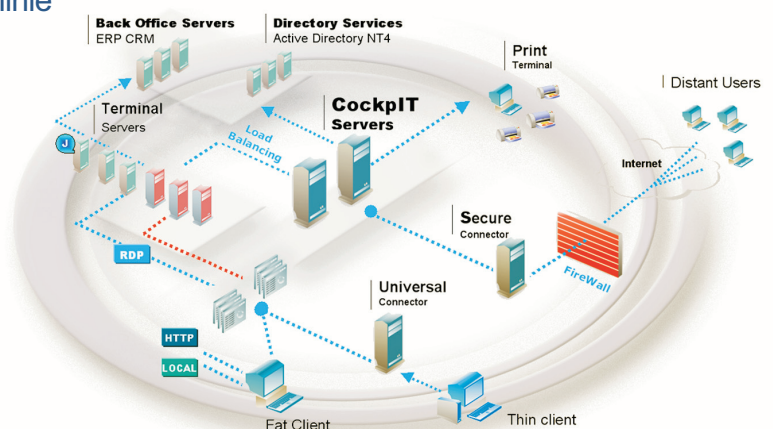 Back Office Servers
ERP CRM
Directory Services
Active Directory NT4
Print
Terminal
Distant Users
Terminal
Servers
CockpIT
Servers
J
Load
Balancing
Internet
Secure
Connector
RDP
FireWall
Universal
Connector
HTTP
LOCAL
Fat Client
Thin client